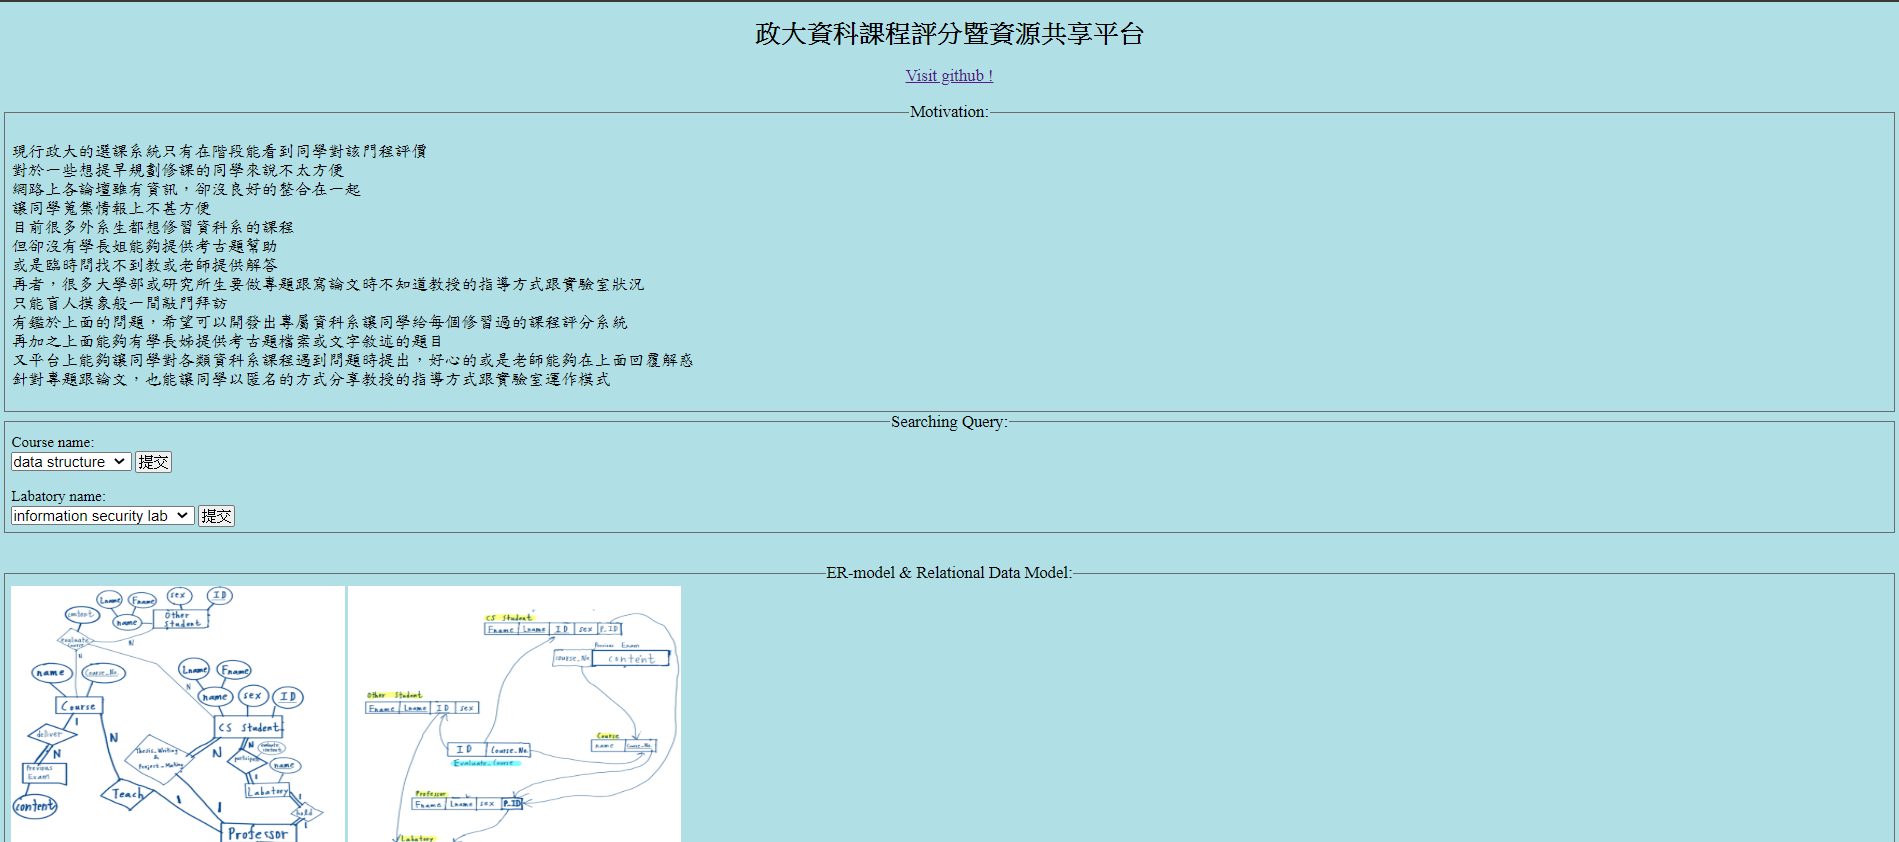 政大資科課程評分暨資源共享平台
Visit github !
Motivation:
現行政大的選課系統只有在階段能看到同學對該門程評價
對於一些想提早規劃修課的同學來說不太方便
網路上各論壇雖有資訊，卻沒良好的整合在一起
讓同學蒐集情報上不甚方便
目前很多外系生都想修習資科系的課程
但卻沒有學長姐能夠提供考古題幫助
或是臨時問找不到教或老師提供解答
再者，很多大學部或研究所生要做專題跟寫論文時不知道教授的指導方式跟實驗室狀況
只能盲人摸象般一間敲門拜訪
有鑑於上面的問題，希望可以開發出專屬資科系讓同學給每個修習過的課程評分系統
再加之上面能夠有學長姊提供考古題檔案或文字敘述的題目
又平台上能夠讓同學對各類資科系課程遇到問題時提出，好心的或是老師能夠在上面回覆解惑
針對專題跟論文，也能讓同學以匿名的方式分享教授的指導方式跟實驗室運作模式
Searching Query:
Course name:
data structure 提交
Labatory name:
information security lab 提交
ER-model & Relational Data Model:
Lname Fname sex ID
content name Other Student
evaluate Course N
N
name Course_No.
Lname Fname
N name sex ID
Course
CS Student
deliver 1 N
N
Thesis_Writing & Project_Making
N N
participate
name
Previous Exam
Labatory
content
Teach 1 1 1
hold
Professor 1
CS Student
Fname Lname ID sex P_ID
Previous Exam
Course_No. content
Other Student
Fname Lname ID sex
Course
name Course_No.
ID Course_No.
Evaluate_Course
Professor
Fname Lname sex P_ID
Labatory